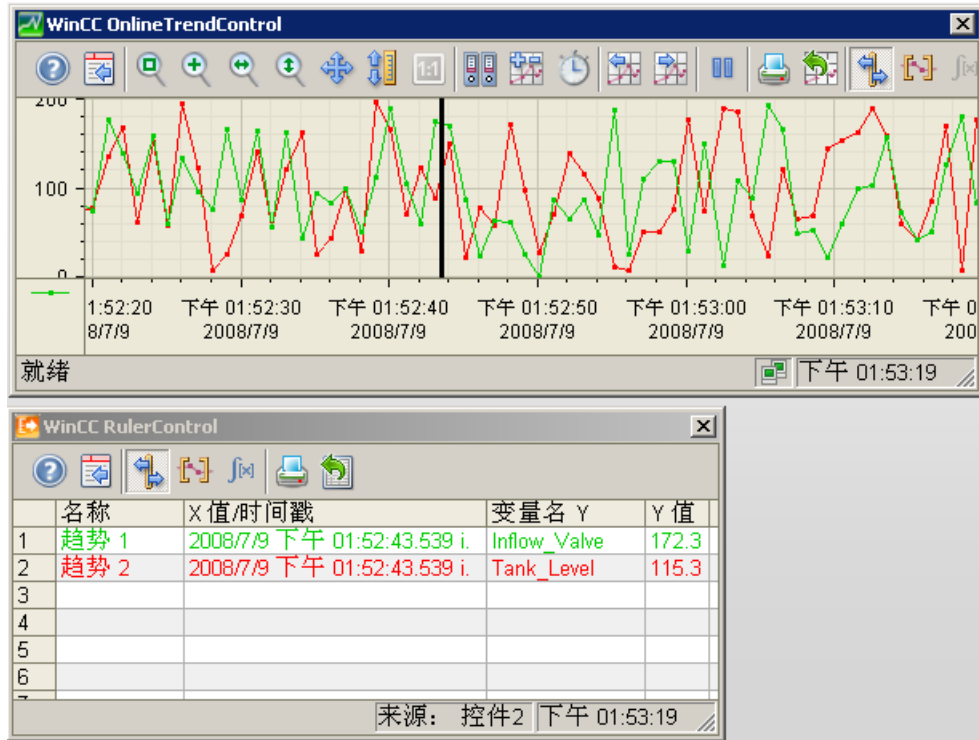 WinCC OnlineTrendControl
1:1
f(x)
200
100
0
1:52:20 下午 01:52:30 下午 01:52:40 下午 01:52:50 下午 01:53:00 下午 01:53:10 下午 0
8/7/9 2008/7/9 2008/7/9 2008/7/9 2008/7/9 2008/7/9 200
就绪 下午 01:53:19
WinCC RulerControl
∫(x)
名称 X 值/时间戳 变量名 Y Y 值
1 趋势 1 2008/7/9 下午 01:52:43.539 i. Inflow_Valve 172.3
2 趋势 2 2008/7/9 下午 01:52:43.539 i. Tank_Level 115.3
3
4
5
6
来源： 控件2 下午 01:53:19